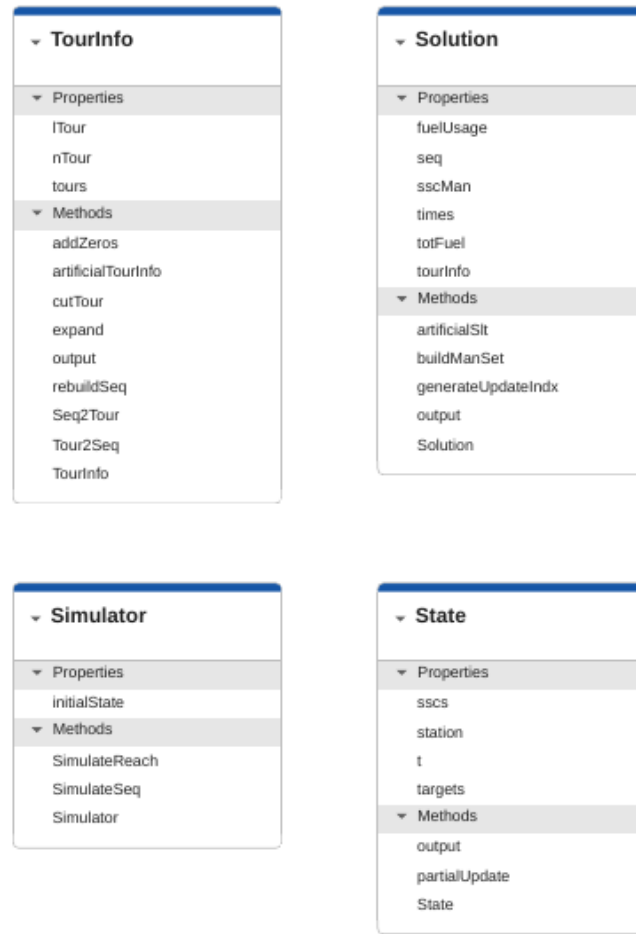 TourInfo
Properties
lTour
nTour
tours
Methods
addZeros
artificialTourInfo
cutTour
expand
output
rebuildSeq
Seq2Tour
Tour2Seq
TourInfo
Solution
Properties
fuelUsage
seq
sscMan
times
totFuel
tourInfo
Methods
artificialSlt
buildManSet
generateUpdateIndx
output
Solution
Simulator
Properties
initialState
Methods
SimulateReach
SimulateSeq
Simulator
State
Properties
sscs
station
t
targets
Methods
output
partialUpdate
State